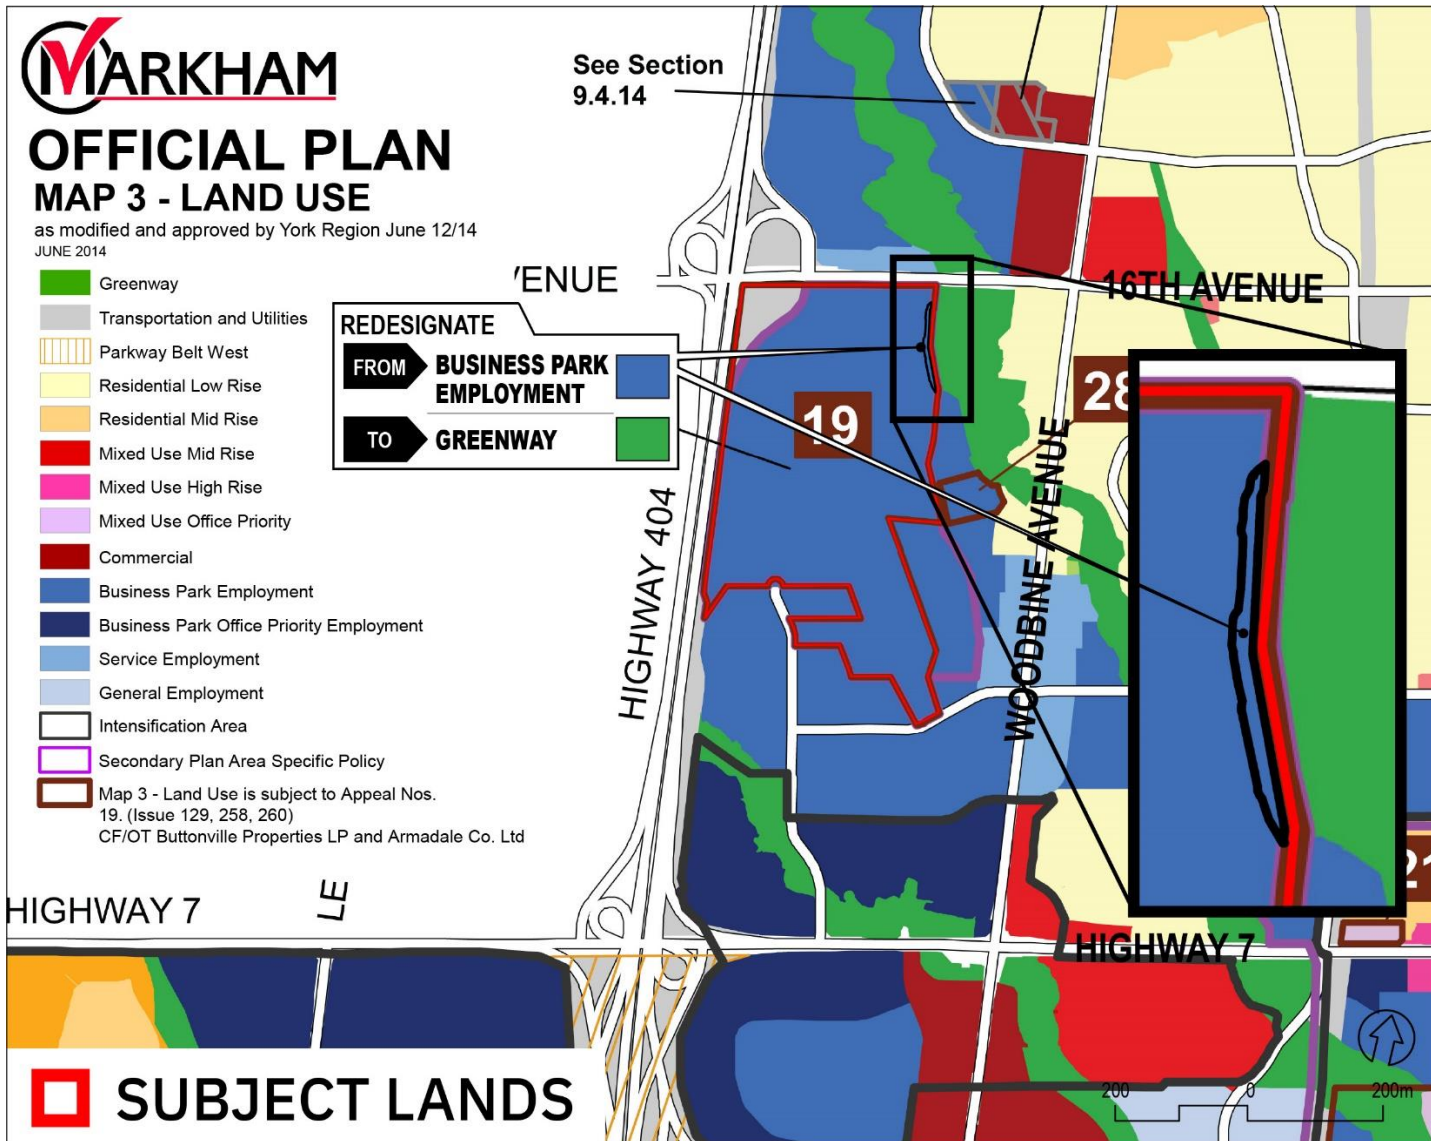 MARKHAM
OFFICIAL PLAN
MAP 3 - LAND USE
as modified and approved by York Region June 12/14
JUNE 2014
Greenway
Transportation and Utilities
Parkway Belt West
Residential Low Rise
Residential Mid Rise
Mixed Use Mid Rise
Mixed Use High Rise
Mixed Use Office Priority
Commercial
Business Park Employment
Business Park Office Priority Employment
Service Employment
General Employment
Intensification Area
Secondary Plan Area Specific Policy
Map 3 - Land Use is subject to Appeal Nos.
19. (Issue 129, 258, 260)
CF/OT Buttonville Properties LP and Armadale Co. Ltd
See Section
9.4.14
VENUE
16TH AVENUE
REDESIGNATE
FROM BUSINESS PARK
EMPLOYMENT
TO GREENWAY
19
28
21
HIGHWAY 404
WOODBINE AVENUE
HIGHWAY 7
LE
HIGHWAY 7
200 0 200m
SUBJECT LANDS